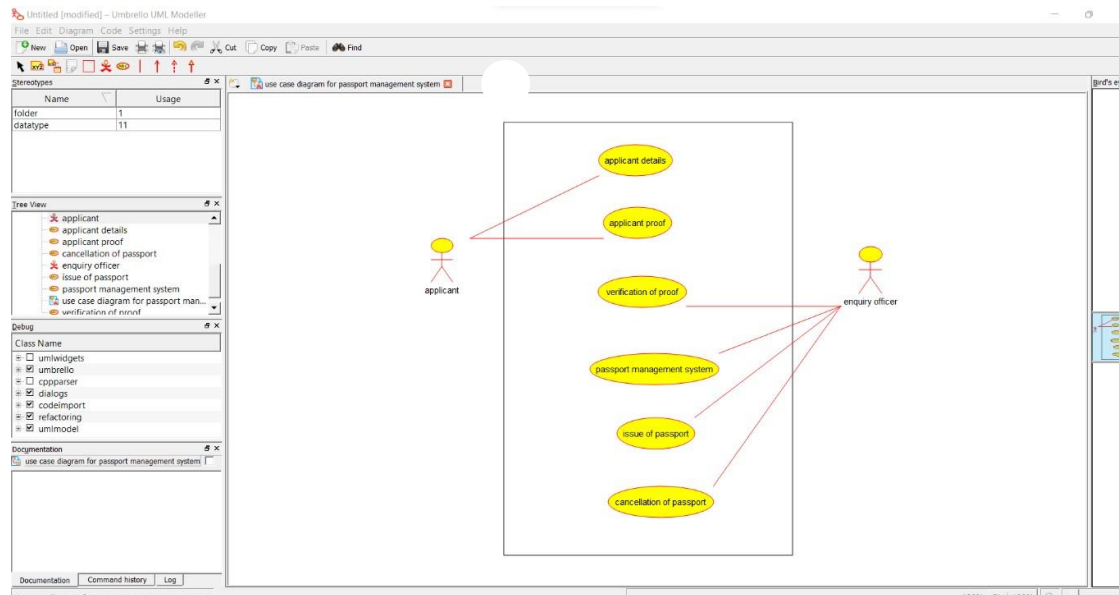 Untitled [modified] – Umbrello UML Modeller
File Edit Diagram Code Settings Help
New Open Save Cut Copy Paste Find
xyz
Stereotypes
Name Usage
folder 1
datatype 11
Tree View
applicant
applicant details
applicant proof
cancellation of passport
enquiry officer
issue of passport
passport management system
use case diagram for passport man...
verification of proof
Debug
Class Name
umlwidgets
umbrello
cppparser
dialogs
codeimport
refactoring
umlmodel
Documentation
use case diagram for passport management system
Documentation Command history Log
use case diagram for passport management system
applicant details
applicant proof
applicant
verification of proof
enquiry officer
passport management system
issue of passport
cancellation of passport
Bird's e